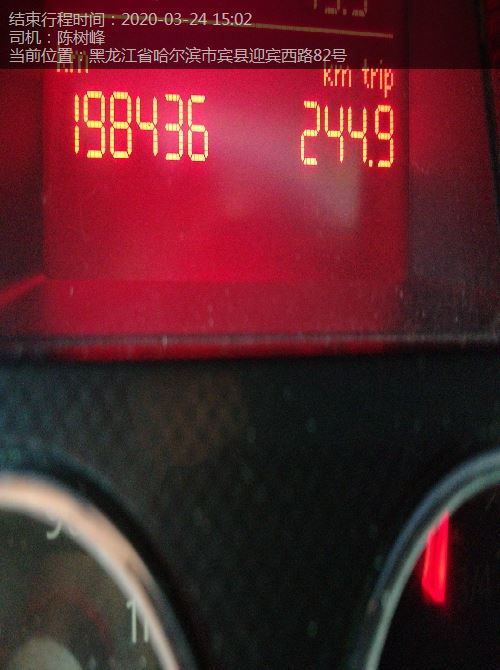 结束行程时间：2020-03-24 15:02
司机：陈树峰
当前位置：黑龙江省哈尔滨市宾县迎宾西路82号
km
km trip
198436
244.9